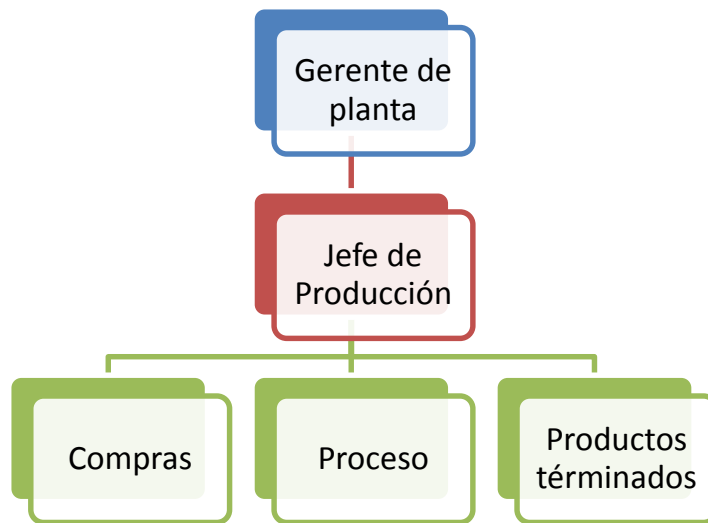 Gerente de
planta
Jefe de
Producción
Compras
Proceso
Productos
términados